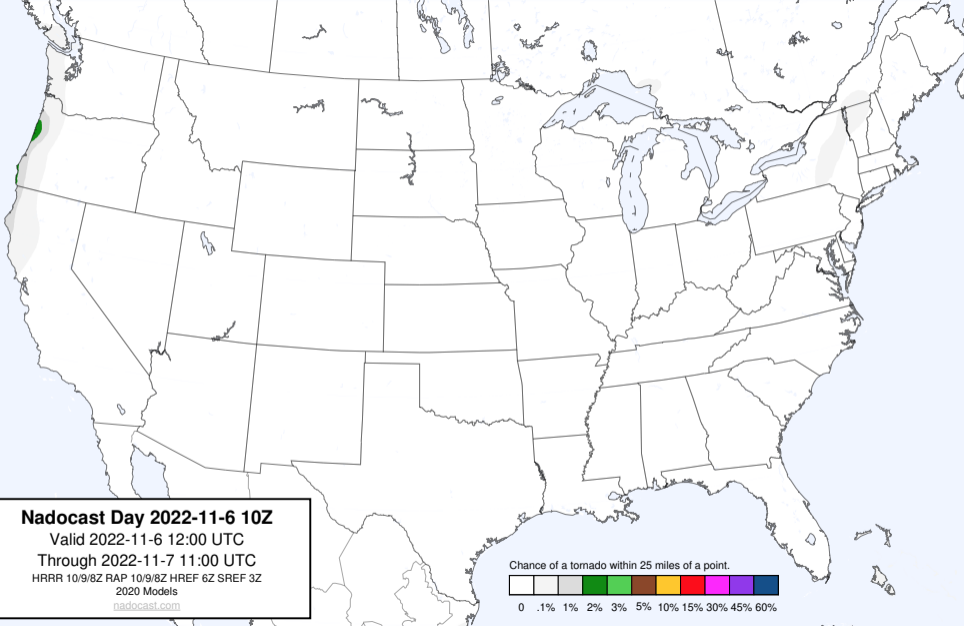 Nadocast Day 2022-11-6 10Z
Valid 2022-11-6 12:00 UTC
Through 2022-11-7 11:00 UTC
HRRR 10/9/8Z RAP 10/9/8Z HREF 6Z SREF 3Z
2020 Models
nadocast.com
Chance of a tornado within 25 miles of a point.
0 .1% 1% 2% 3% 5% 10% 15% 30% 45% 60%